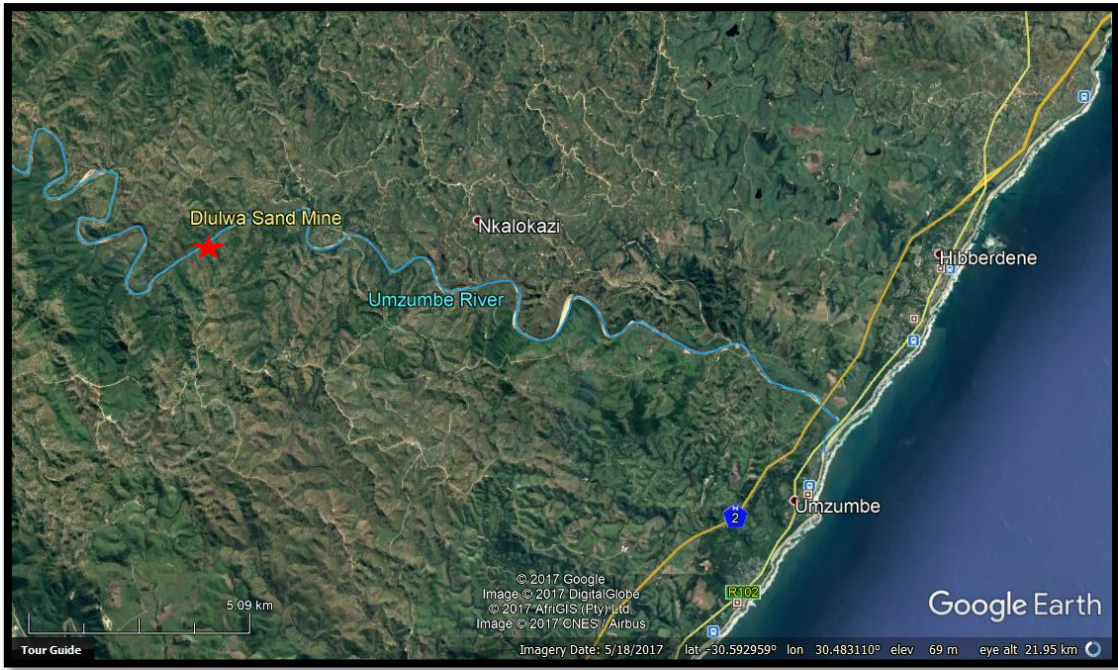 Dlulwa Sand Mine
Nkalokazi
Hibberdene
Umzumbe River
Umzumbe
N
2
R102
© 2017 Google
Image © 2017 DigitalGlobe
© 2017 AfriGIS (Pty) Ltd.
Image © 2017 CNES / Airbus
5.09 km
Google Earth
Tour Guide
Imagery Date: 5/18/2017 lat -30.592959° lon 30.483110° elev 69 m eye alt 21.95 km